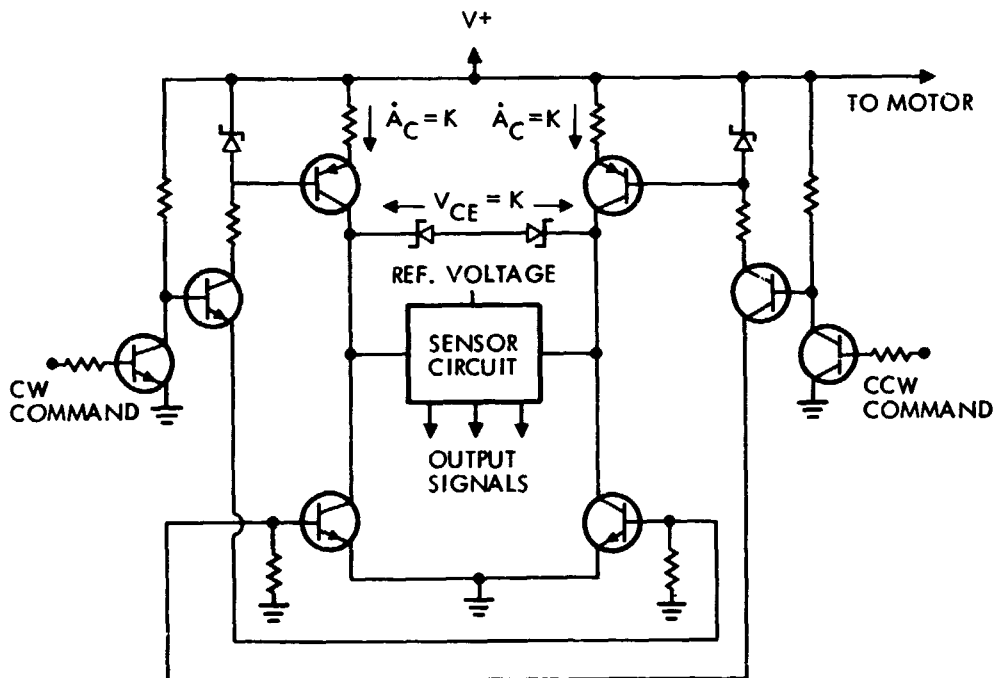 V+
TO MOTOR
Ȧ_C = K
Ȧ_C = K
V_CE = K
REF. VOLTAGE
SENSOR
CIRCUIT
CW
COMMAND
CCW
COMMAND
OUTPUT
SIGNALS